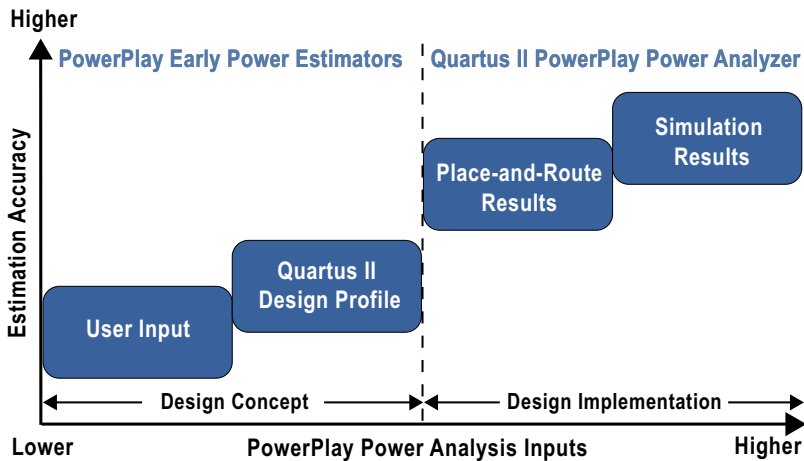 Higher
PowerPlay Early Power Estimators
Quartus II PowerPlay Power Analyzer
Estimation Accuracy
Simulation
Results
Place-and-Route
Results
Quartus II
Design Profile
User Input
Design Concept
Design Implementation
Lower
PowerPlay Power Analysis Inputs
Higher